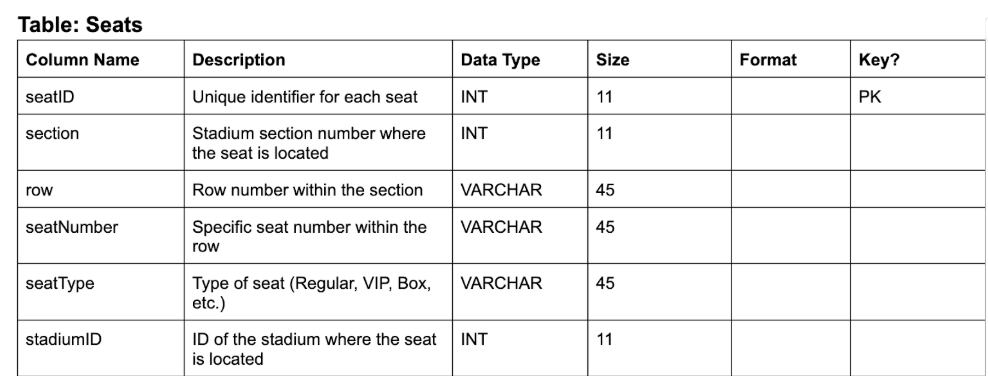 Table: Seats
Column Name Description Data Type Size Format Key?
seatID Unique identifier for each seat INT 11 PK
section Stadium section number where the seat is located INT 11
row Row number within the section VARCHAR 45
seatNumber Specific seat number within the row VARCHAR 45
seatType Type of seat (Regular, VIP, Box, etc.) VARCHAR 45
stadiumID ID of the stadium where the seat is located INT 11